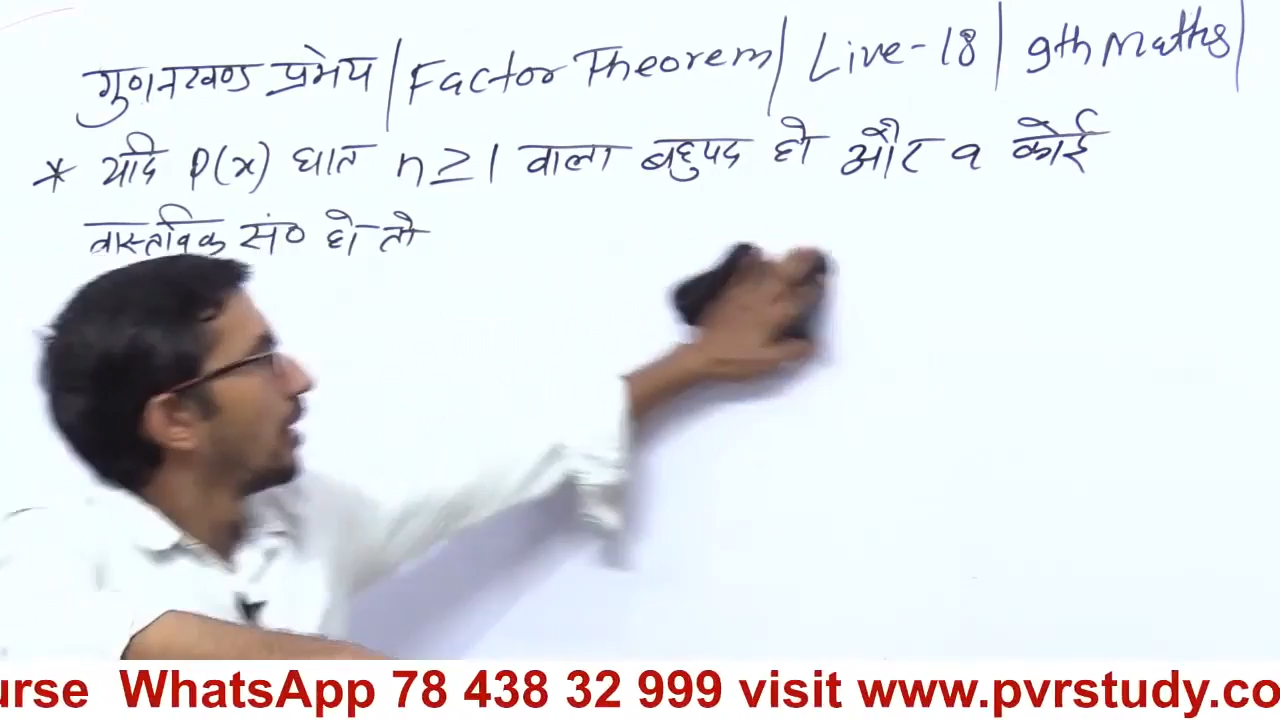 गुणनखण्ड प्रमेय | Factor Theorem | Live-18 | 9th Maths |
* यदि P(x) घात n ≥ 1 वाला बहुपद हो और a कोई
वास्तविक सं० हो तो
urse WhatsApp 78 438 32 999 visit www.pvrstudy.co